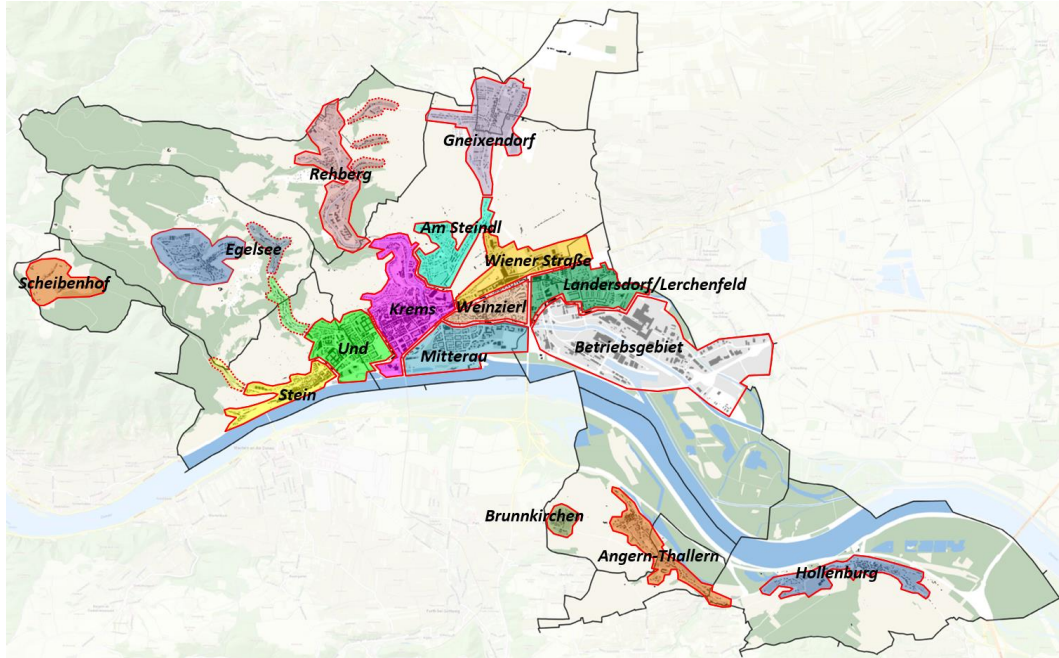 Gneixendorf
Rehberg
Am Steindl
Egelsee
Wiener Straße
Scheibenhof
Landersdorf/Lerchenfeld
Krems
Weinzierl
Und
Mitterau
Betriebsgebiet
Stein
Brunnkirchen
Angern-Thallern
Hollenburg